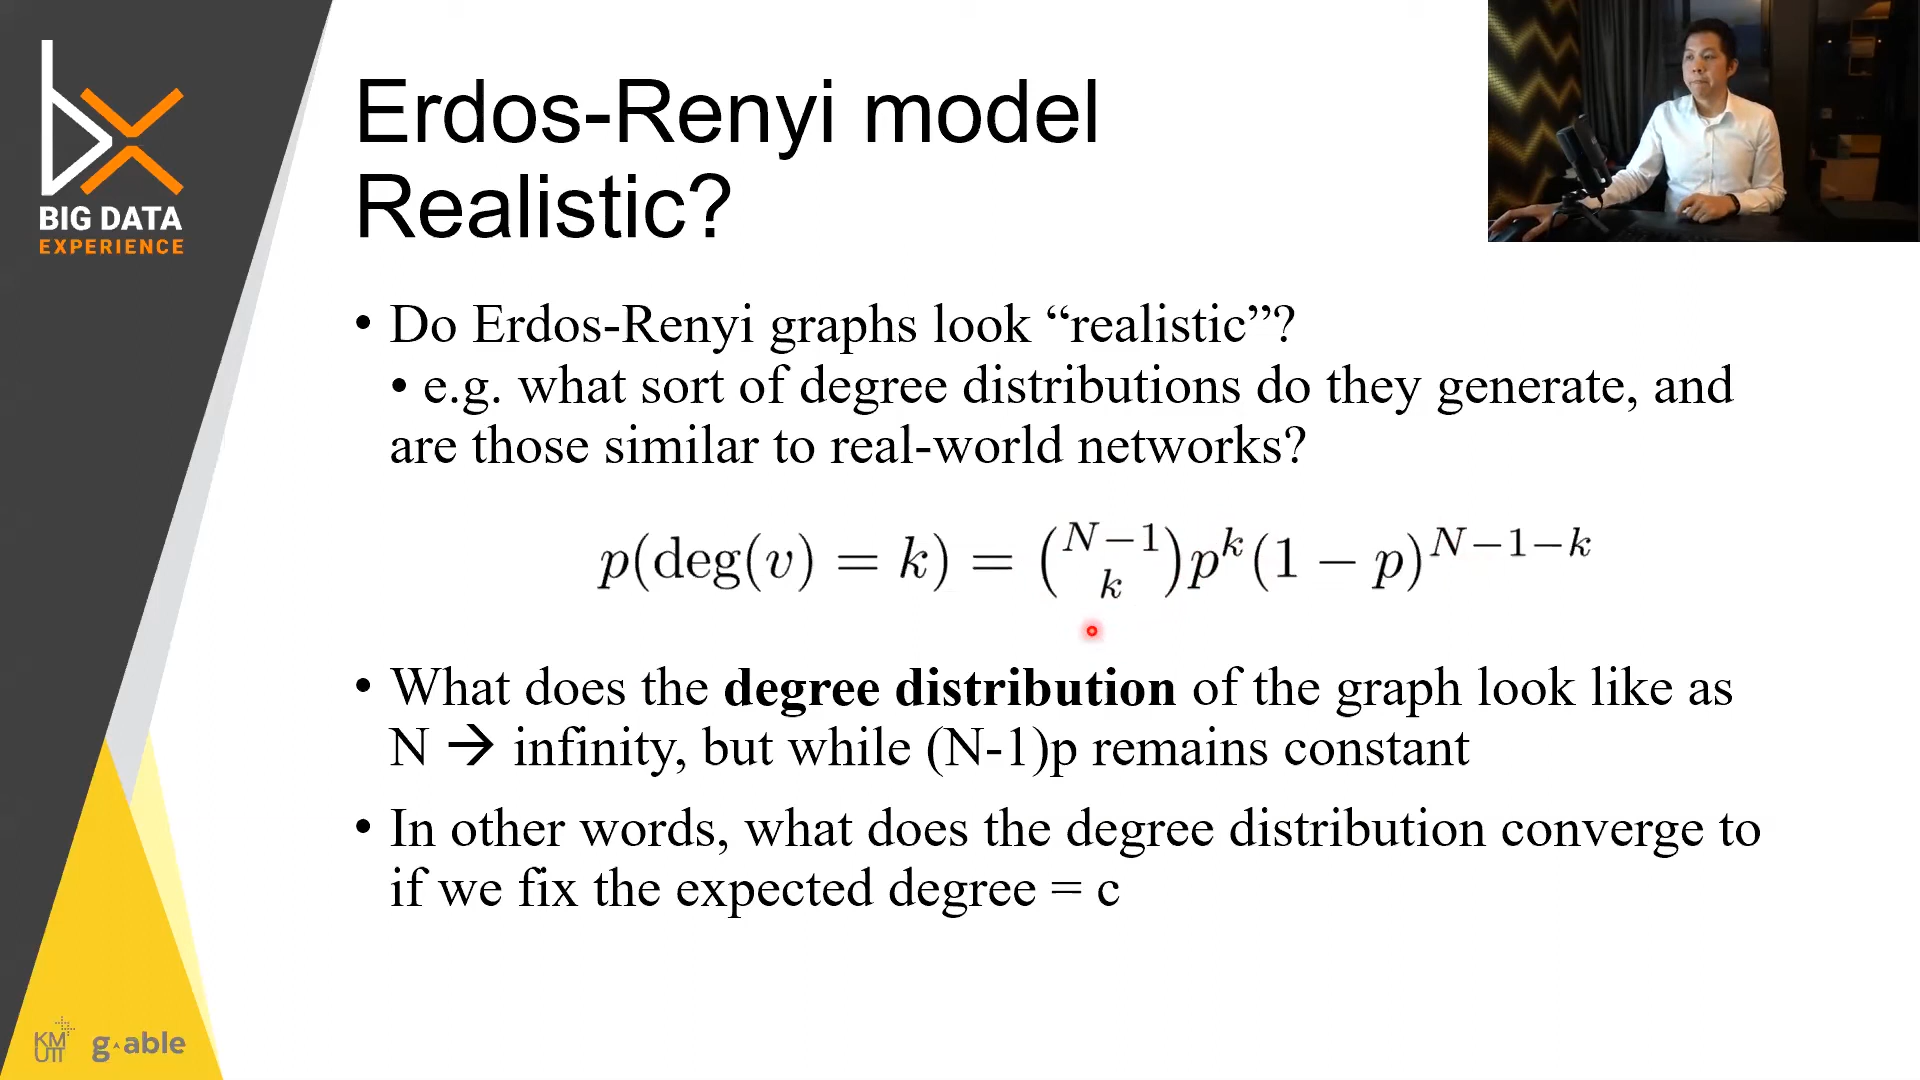 BIG DATA
EXPERIENCE
Erdos-Renyi model
Realistic?
• Do Erdos-Renyi graphs look “realistic”?
• e.g. what sort of degree distributions do they generate, and
are those similar to real-world networks?
p(deg(v) = k) = \binom{N-1}{k} p^k (1 − p)^{N−1−k}
• What does the degree distribution of the graph look like as
N → infinity, but while (N-1)p remains constant
• In other words, what does the degree distribution converge to
if we fix the expected degree = c
KM
UTT
g^able